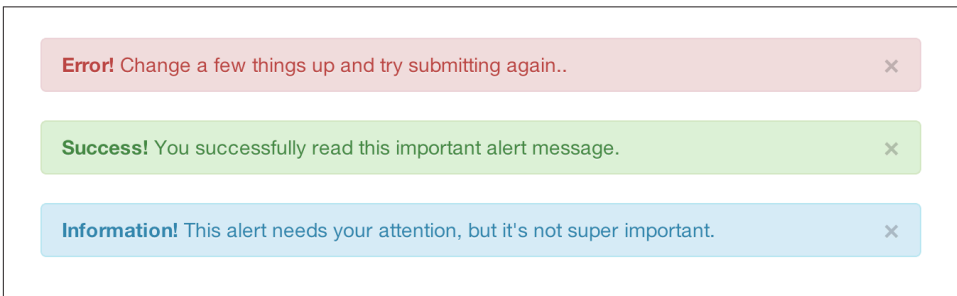 Error! Change a few things up and try submitting again.. ×
Success! You successfully read this important alert message. ×
Information! This alert needs your attention, but it's not super important. ×